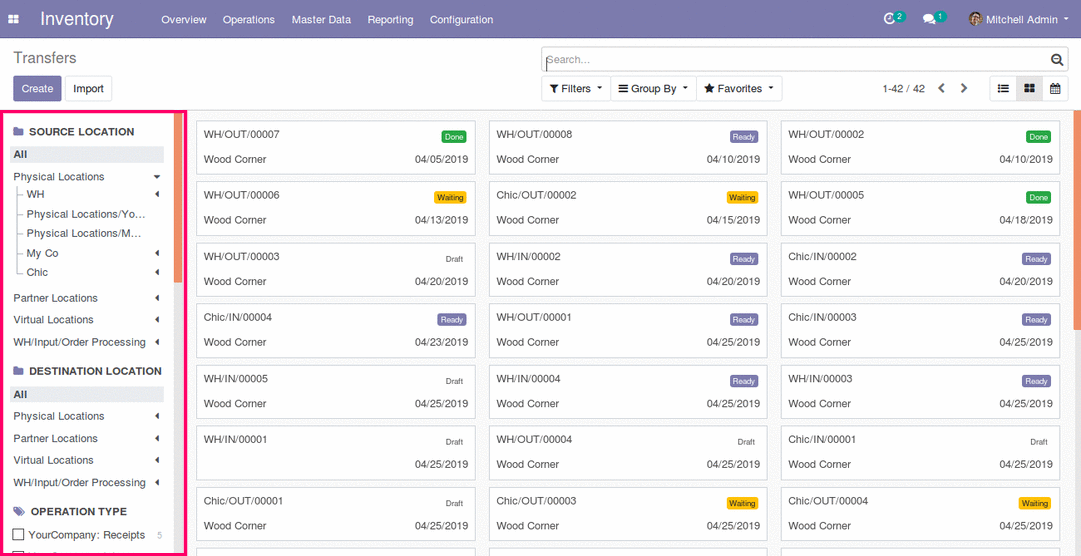 Inventory Overview Operations Master Data Reporting Configuration 2 1 Mitchell Admin
Transfers
Search...
Create Import
Filters Group By Favorites 1-42 / 42
SOURCE LOCATION
All
Physical Locations
WH
Physical Locations/Yo...
Physical Locations/M...
My Co
Chic
Partner Locations
Virtual Locations
WH/Input/Order Processing
DESTINATION LOCATION
All
Physical Locations
Partner Locations
Virtual Locations
WH/Input/Order Processing
OPERATION TYPE
YourCompany: Receipts 5
WH/OUT/00007 Done
Wood Corner 04/05/2019
WH/OUT/00008 Ready
Wood Corner 04/10/2019
WH/OUT/00002 Done
Wood Corner 04/10/2019
WH/OUT/00006 Waiting
Wood Corner 04/13/2019
Chic/OUT/00002 Waiting
Wood Corner 04/15/2019
WH/OUT/00005 Done
Wood Corner 04/18/2019
WH/OUT/00003 Draft
Wood Corner 04/20/2019
WH/IN/00002 Ready
Wood Corner 04/20/2019
Chic/IN/00002 Ready
Wood Corner 04/20/2019
Chic/IN/00004 Ready
Wood Corner 04/23/2019
WH/OUT/00001 Ready
Wood Corner 04/25/2019
Chic/IN/00003 Ready
Wood Corner 04/25/2019
WH/IN/00005 Draft
Wood Corner 04/25/2019
WH/IN/00004 Ready
Wood Corner 04/25/2019
WH/IN/00003 Ready
Wood Corner 04/25/2019
WH/IN/00001 Draft
04/25/2019
WH/OUT/00004 Draft
Wood Corner 04/25/2019
Chic/IN/00001 Draft
Wood Corner 04/25/2019
Chic/OUT/00001 Draft
Wood Corner 04/25/2019
Chic/OUT/00003 Waiting
Wood Corner 04/25/2019
Chic/OUT/00004 Waiting
Wood Corner 04/25/2019